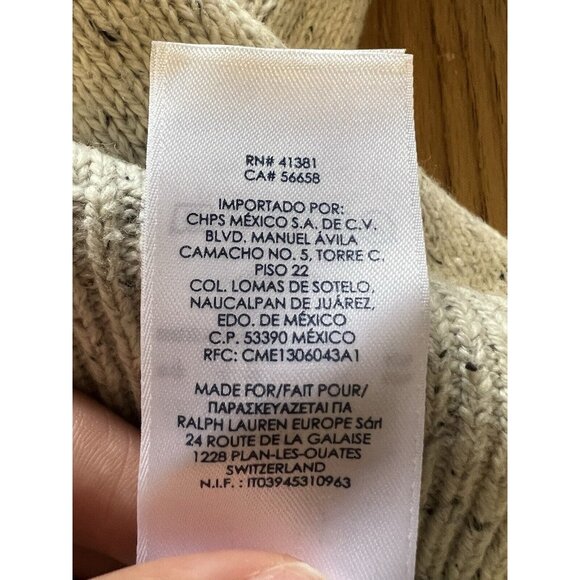 RN# 41381
CA# 56658
IMPORTADO POR:
CHPS MÉXICO S.A. DE C.V.
BLVD. MANUEL ÁVILA
CAMACHO NO. 5, TORRE C.
PISO 22
COL. LOMAS DE SOTELO,
NAUCALPAN DE JUÁREZ,
EDO. DE MÉXICO
C.P. 53390 MÉXICO
RFC: CME1306043A1
MADE FOR/FAIT POUR/
ΠΑΡΑΣΚΕΥΑΖΕΤΑΙ ΓΙΑ
RALPH LAUREN EUROPE Sárl
24 ROUTE DE LA GALAISE
1228 PLAN-LES-OUATES
SWITZERLAND
N.I.F. : IT03945310963